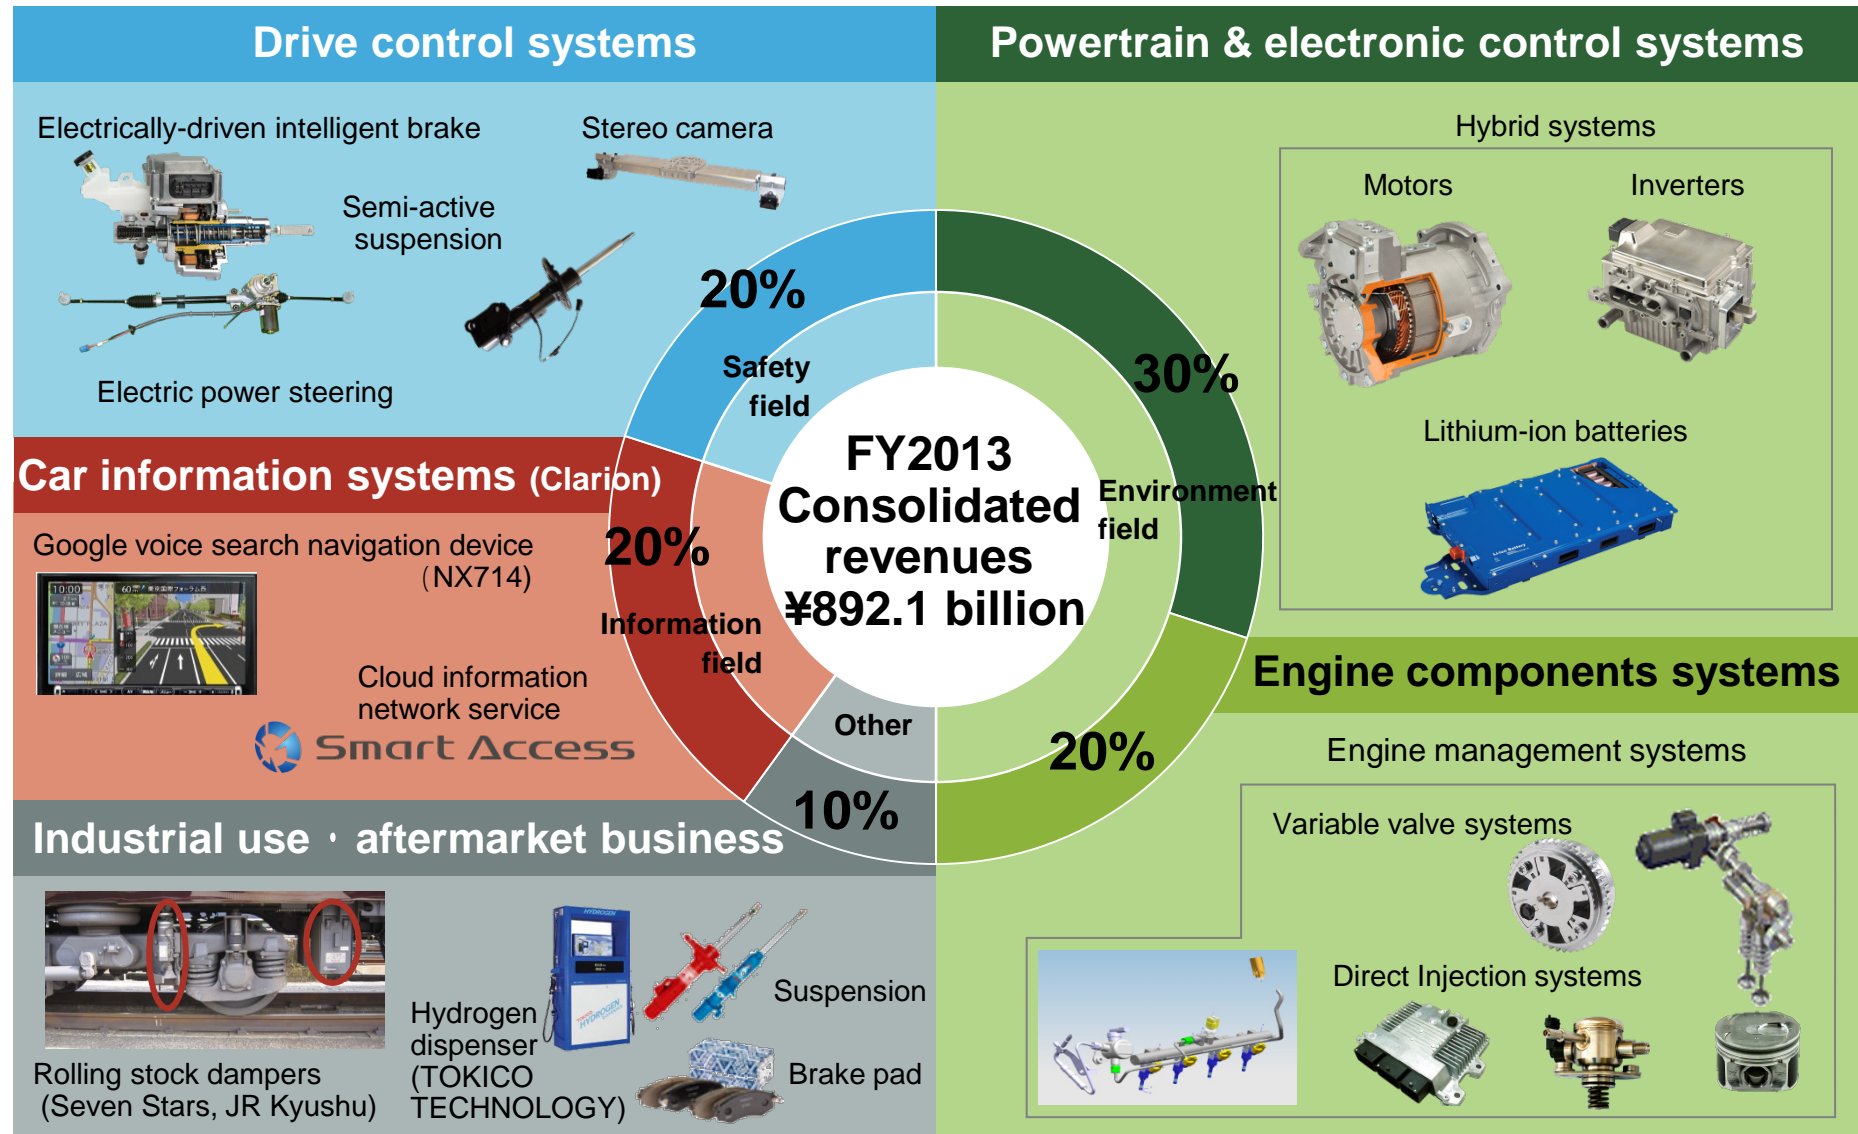 Drive control systems
Powertrain & electronic control systems
Electrically-driven intelligent brake
Stereo camera
Semi-active
suspension
Electric power steering
Hybrid systems
Motors
Inverters
Lithium-ion batteries
20%
30%
Safety
field
Environment
field
FY2013
Consolidated
revenues
¥892.1 billion
Car information systems (Clarion)
20%
Google voice search navigation device
(NX714)
10:00
Information
field
Cloud information
network service
Smart Access
Engine components systems
20%
Engine management systems
Variable valve systems
Direct Injection systems
Other
10%
Industrial use・aftermarket business
HYDROGEN
HYDROGEN
Suspension
Hydrogen
dispenser
(TOKICO
TECHNOLOGY)
Brake pad
Rolling stock dampers
(Seven Stars, JR Kyushu)